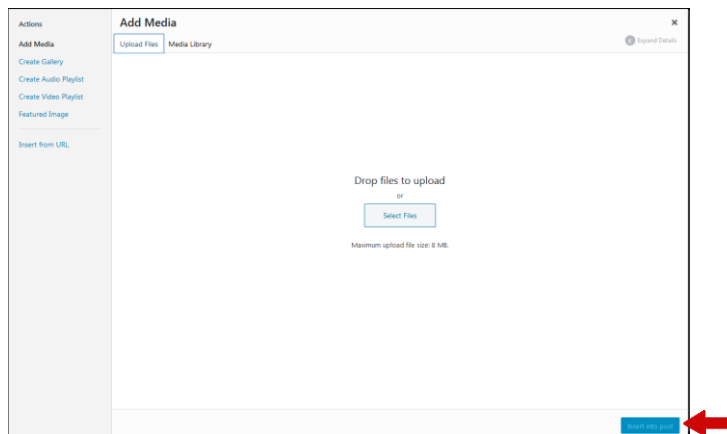 Actions
Add Media
Create Gallery
Create Audio Playlist
Create Video Playlist
Featured Image
Insert from URL
Add Media
Upload Files Media Library
Expand Details
Drop files to upload
or
Select Files
Maximum upload file size: 8 MB.
Insert into post